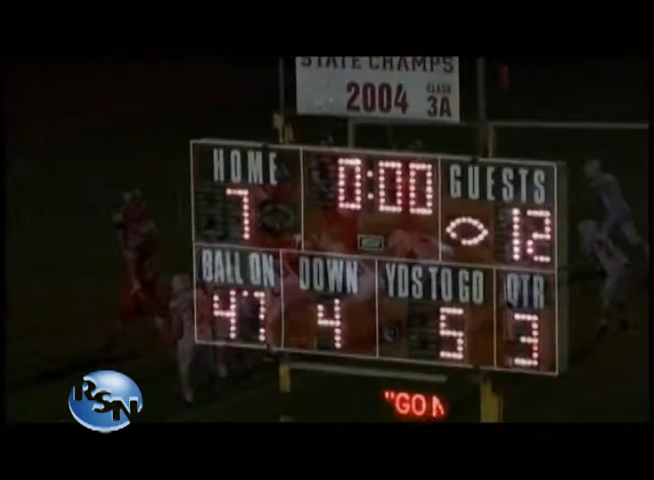 STATE CHAMPS
2004 CLASS 3A
HOME 0:00 GUESTS
7 12
BALL ON DOWN YDS TO GO QTR
47 4 5 3
"GO
RSN